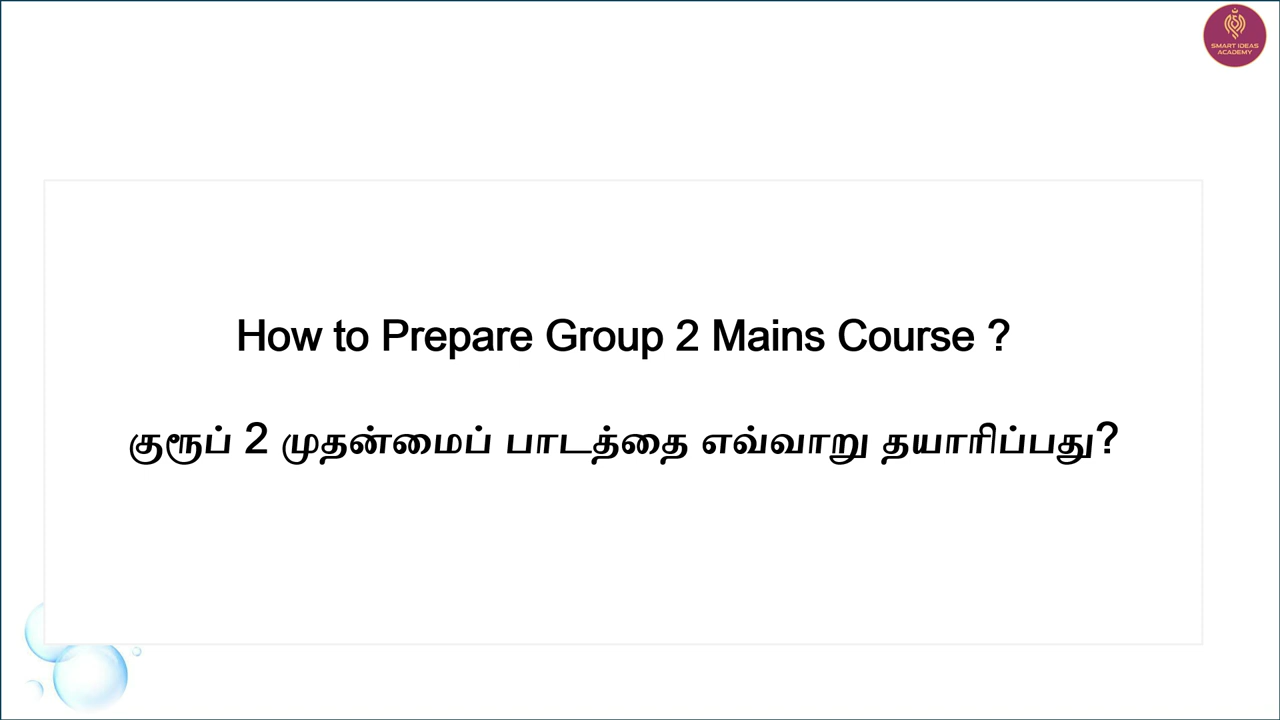 SMART IDEAS
ACADEMY
How to Prepare Group 2 Mains Course ?
குரூப் 2 முதன்மைப் பாடத்தை எவ்வாறு தயாரிப்பது?